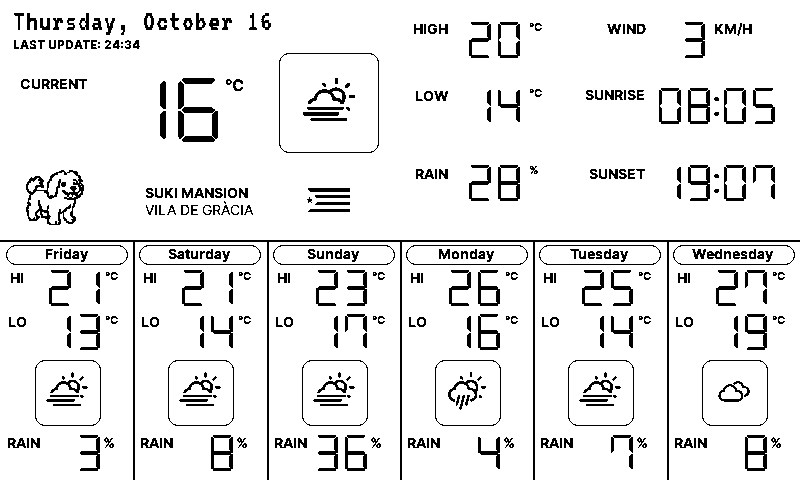 Thursday, October 16
LAST UPDATE: 24:34
CURRENT 16 °C
SUKI MANSION
VILA DE GRÀCIA
HIGH 20 °C
LOW 14 °C
RAIN 28 %
WIND 3 KM/H
SUNRISE 08:05
SUNSET 19:07
Friday
HI 21 °C
LO 13 °C
RAIN 3 %
Saturday
HI 21 °C
LO 14 °C
RAIN 8 %
Sunday
HI 23 °C
LO 17 °C
RAIN 36 %
Monday
HI 26 °C
LO 16 °C
RAIN 4 %
Tuesday
HI 25 °C
LO 14 °C
RAIN 7 %
Wednesday
HI 27 °C
LO 19 °C
RAIN 8 %